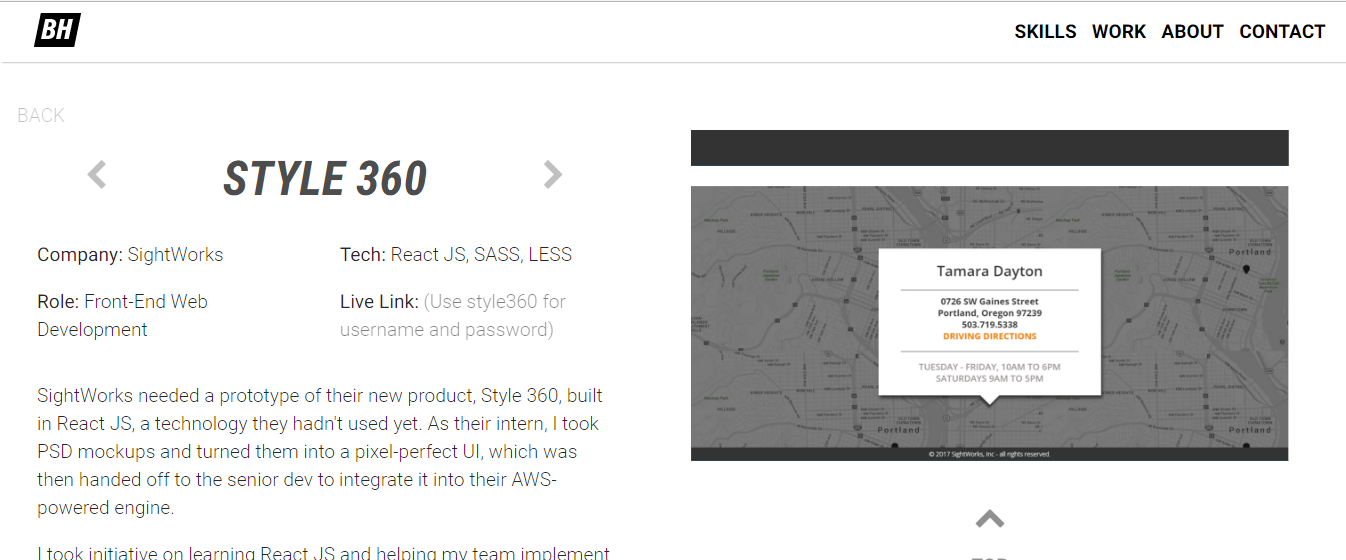 BH
SKILLS WORK ABOUT CONTACT
BACK
STYLE 360
Company: SightWorks
Tech: React JS, SASS, LESS
Role: Front-End Web
Development
Live Link: (Use style360 for
username and password)
SightWorks needed a prototype of their new product, Style 360, built
in React JS, a technology they hadn't used yet. As their intern, I took
PSD mockups and turned them into a pixel-perfect UI, which was
then handed off to the senior dev to integrate it into their AWS-
powered engine.
I took initiative on learning React JS and helping my team implement
Tamara Dayton
0726 SW Gaines Street
Portland, Oregon 97239
503.719.5338
DRIVING DIRECTIONS
TUESDAY - FRIDAY, 10AM TO 6PM
SATURDAYS 9AM TO 5PM
Portland
Portland
© 2017 SightWorks, Inc - all rights reserved.
TOP